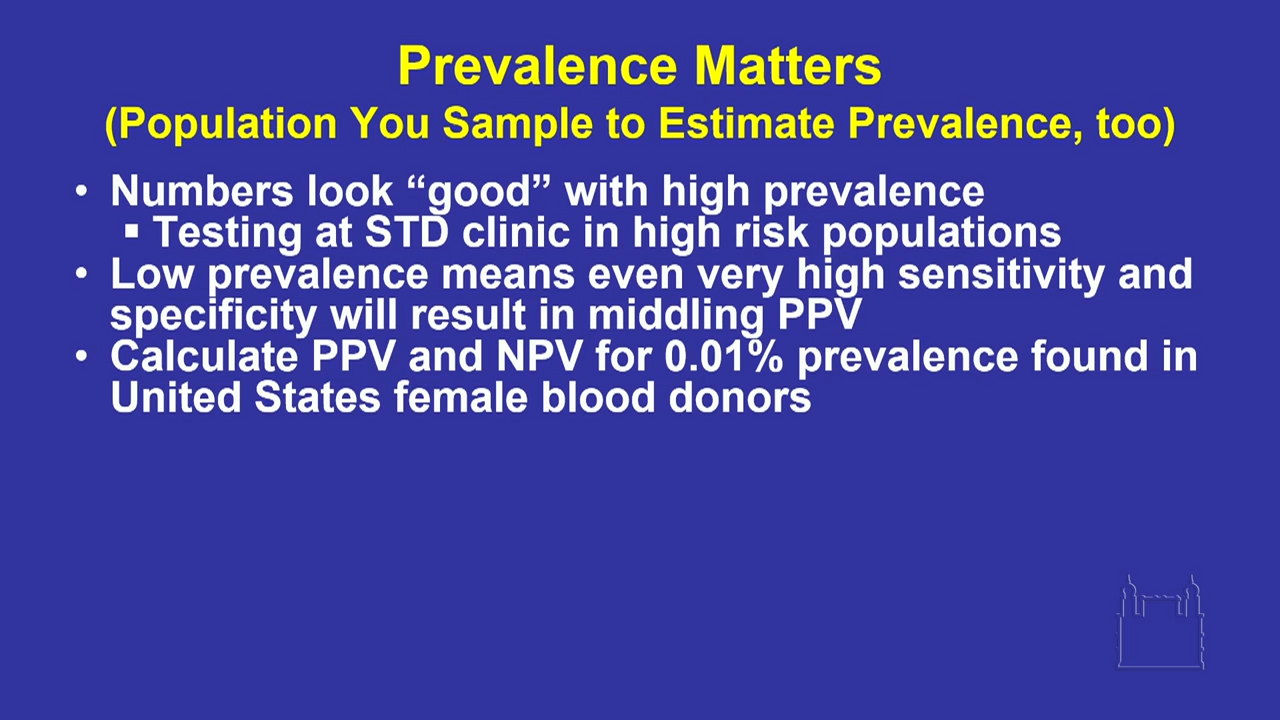 Prevalence Matters
(Population You Sample to Estimate Prevalence, too)
• Numbers look “good” with high prevalence
▪ Testing at STD clinic in high risk populations
• Low prevalence means even very high sensitivity and
specificity will result in middling PPV
• Calculate PPV and NPV for 0.01% prevalence found in
United States female blood donors